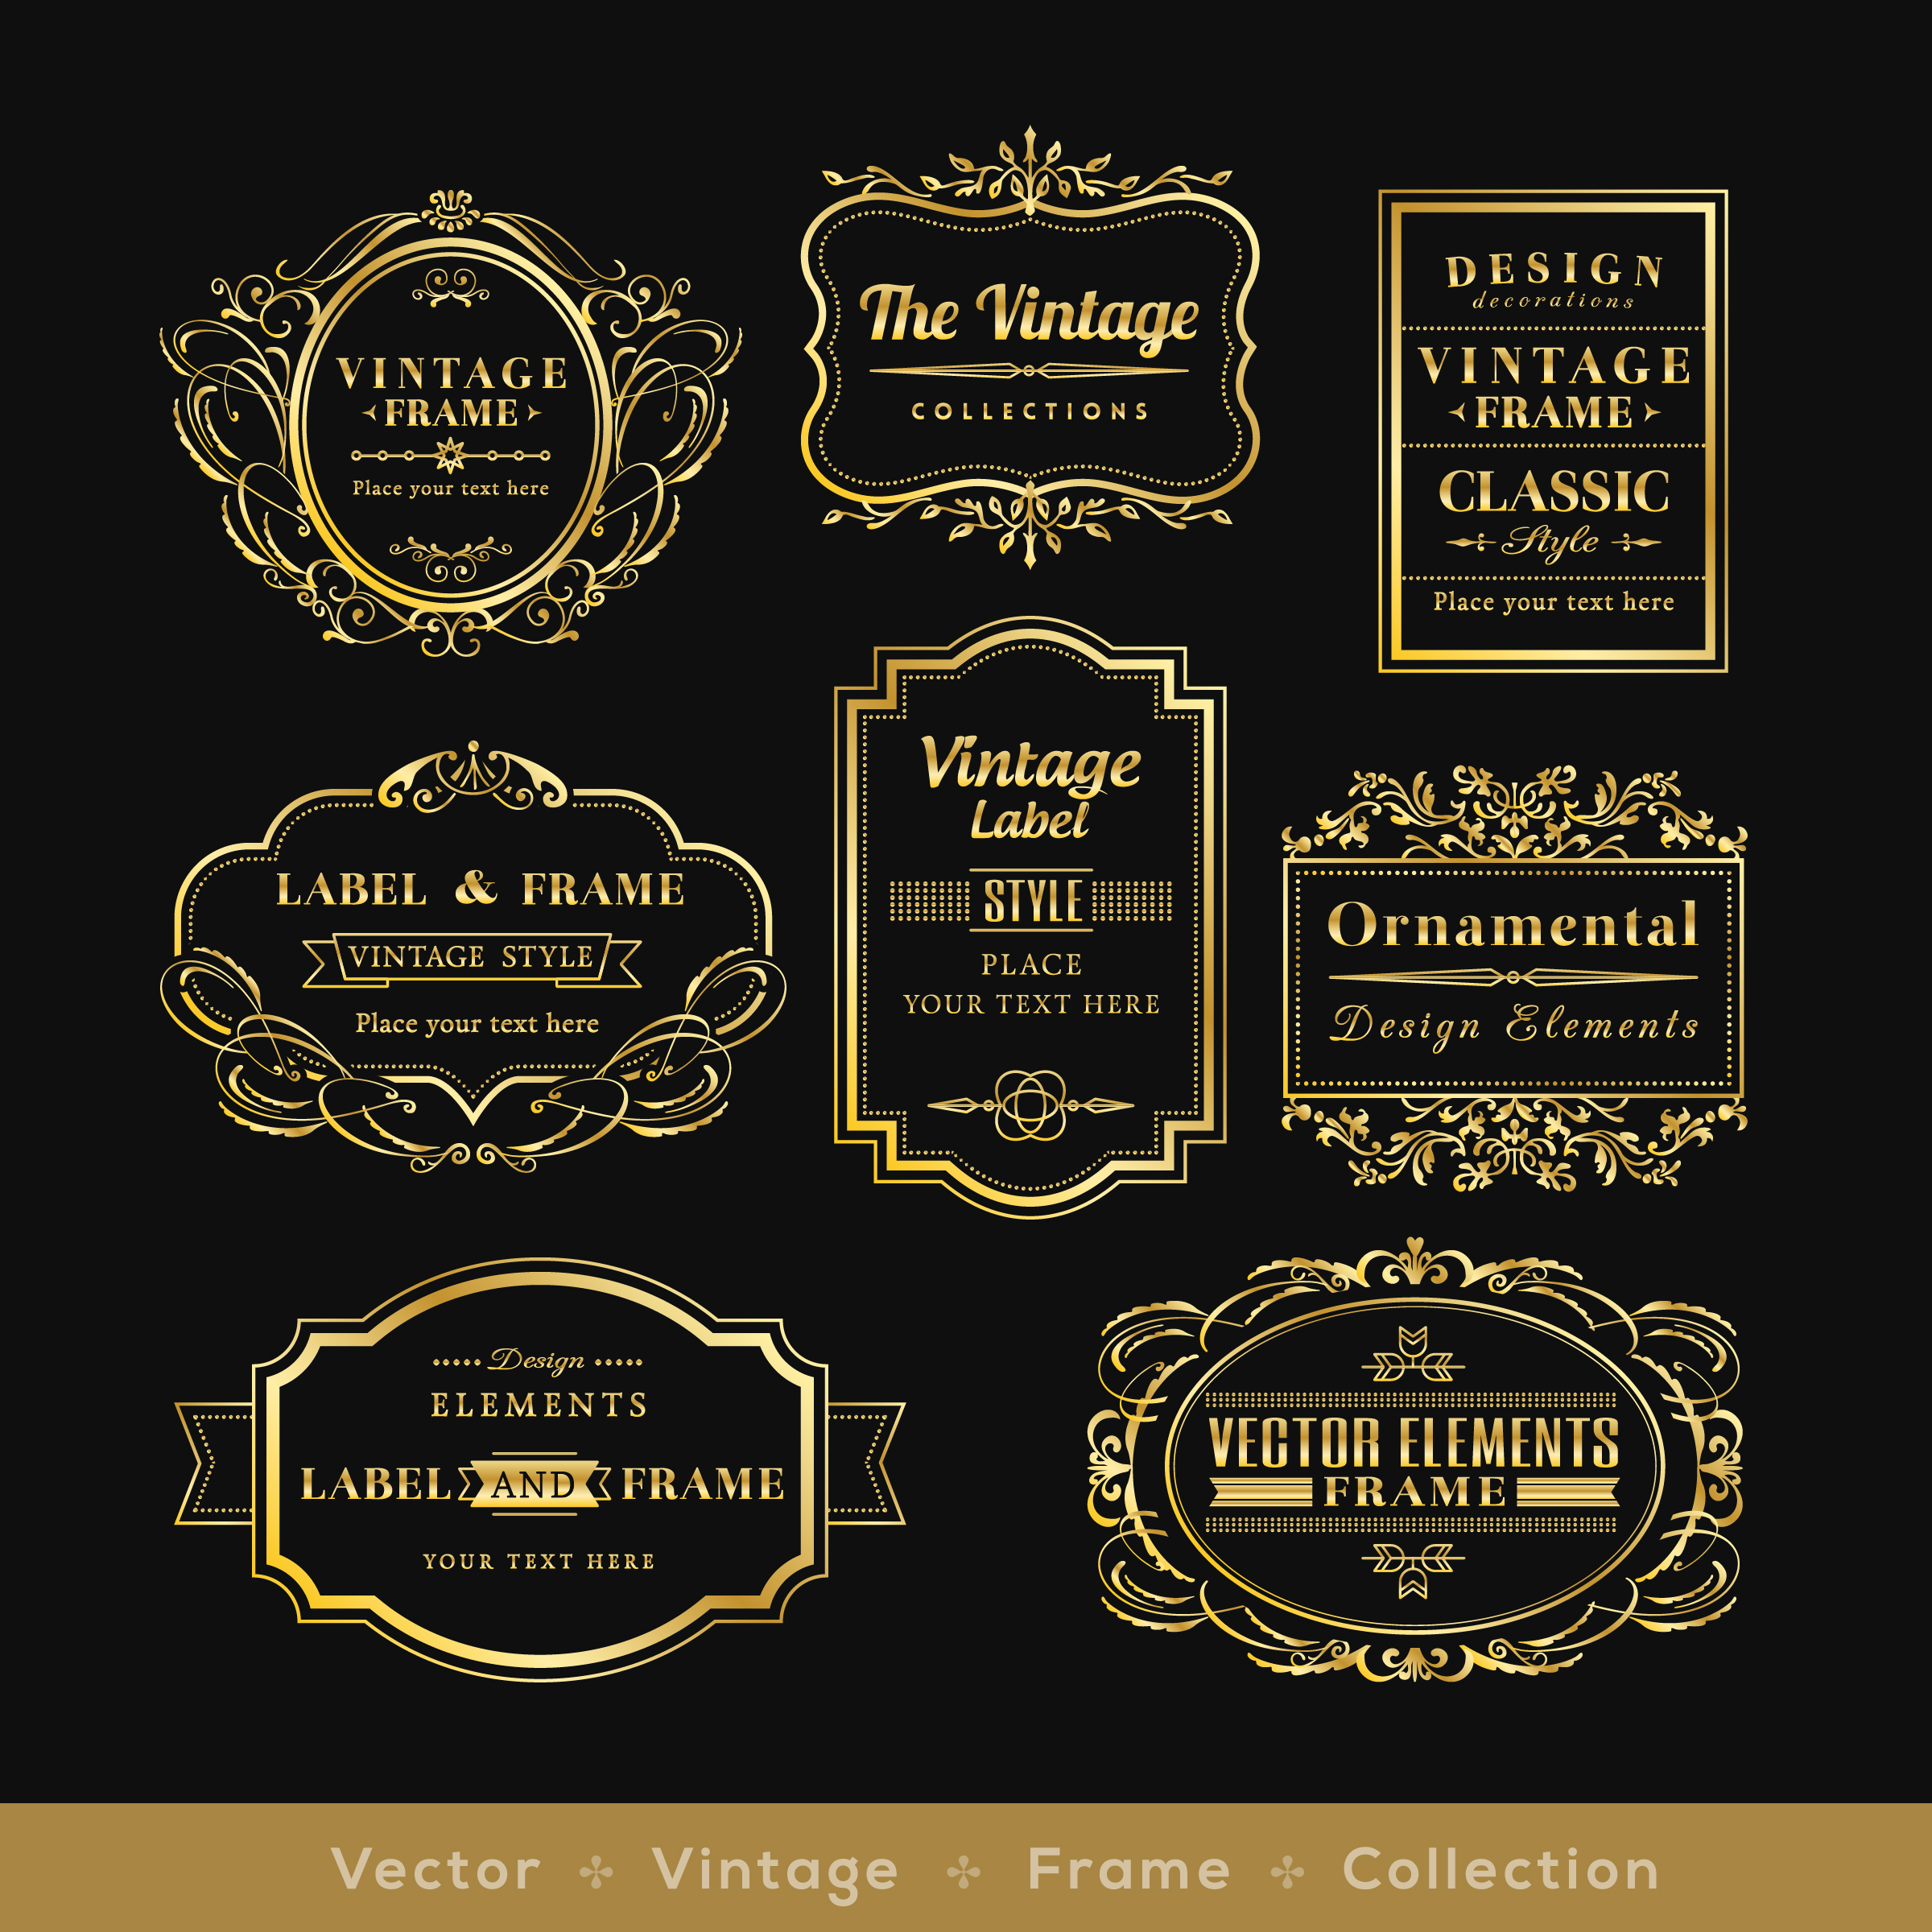 VINTAGE
FRAME
Place your text here
The Vintage
COLLECTIONS
DESIGN
decorations
VINTAGE
FRAME
CLASSIC
Style
Place your text here
LABEL & FRAME
VINTAGE STYLE
Place your text here
Vintage
Label
STYLE
PLACE
YOUR TEXT HERE
Ornamental
Design Elements
Design
ELEMENTS
LABEL AND FRAME
YOUR TEXT HERE
VECTOR ELEMENTS
FRAME
Vector Vintage Frame Collection